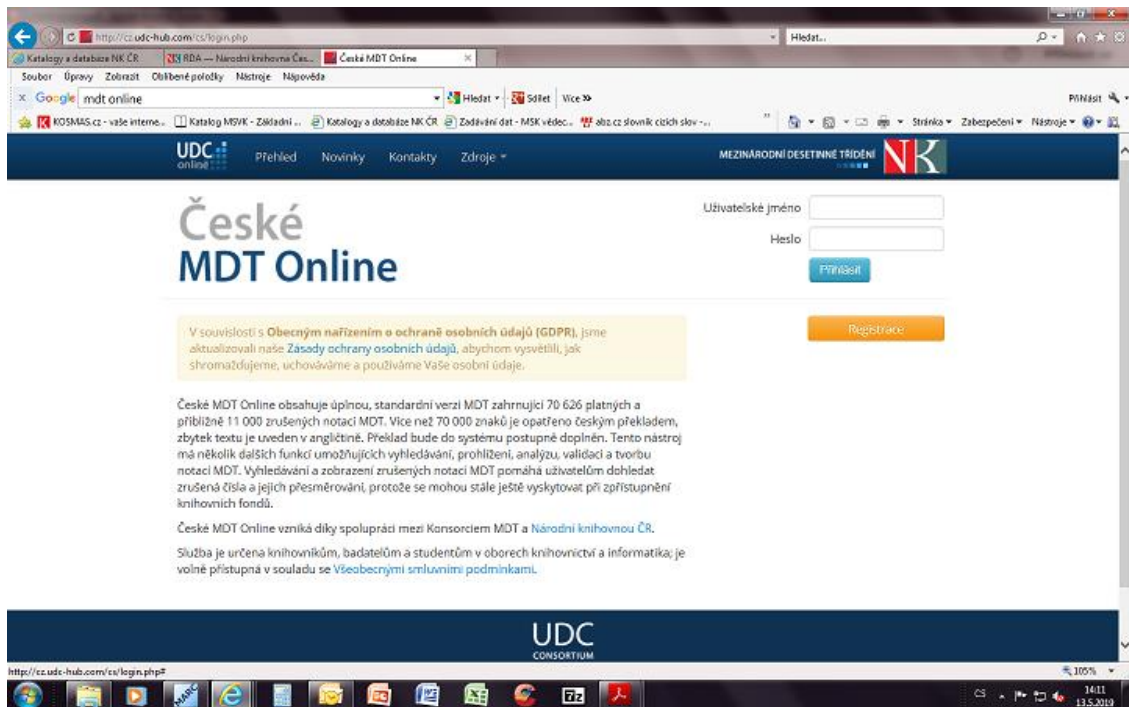 http://cz.udc-hub.com/cs/login.php
Hledat...
Katalogy a databáze NK ČR
RDA — Národní knihovna Čes...
České MDT Online
Soubor Úpravy Zobrazit Oblíbené položky Nástroje Nápověda
x Google mdt online
Hledat
Sdílet
Více
Přihlásit
KOSMAS.cz - vaše interne...
Katalog MSVK - Základní ...
Katalogy a databáze NK ČR
Zadávání dat - MSK vědec...
abz.cz slovník cizích slov -...
Stránka
Zabezpečení
Nástroje
UDC online
Přehled Novinky Kontakty Zdroje
MEZINÁRODNÍ DESETINNÉ TŘÍDĚNÍ
NK
České
MDT Online
Uživatelské jméno
Heslo
Přihlásit
Registrace
V souvislosti s Obecným nařízením o ochraně osobních údajů (GDPR), jsme
aktualizovali naše Zásady ochrany osobních údajů, abychom vysvětlili, jak
shromažďujeme, uchováváme a používáme Vaše osobní údaje.
České MDT Online obsahuje úplnou, standardní verzi MDT zahrnující 70 626 platných a
přibližně 11 000 zrušených notací MDT. Více než 70 000 znaků je opatřeno českým překladem,
zbytek textu je uveden v angličtině. Překlad bude do systému postupně doplněn. Tento nástroj
má několik dalších funkcí umožňujících vyhledávání, prohlížení, analýzu, validaci a tvorbu
notací MDT. Vyhledávání a zobrazení zrušených notací MDT pomáhá uživatelům dohledat
zrušená čísla a jejich přesměrování, protože se mohou stále ještě vyskytovat při zpřístupnění
knihovních fondů.
České MDT Online vzniká díky spolupráci mezi Konsorciem MDT a Národní knihovnou ČR.
Služba je určena knihovníkům, badatelům a studentům v oborech knihovnictví a informatika; je
volně přístupná v souladu se Všeobecnými smluvními podmínkami.
UDC
CONSORTIUM
http://cz.udc-hub.com/cs/login.php#
105%
MARC
7z
CS
14:11
13.5.2019